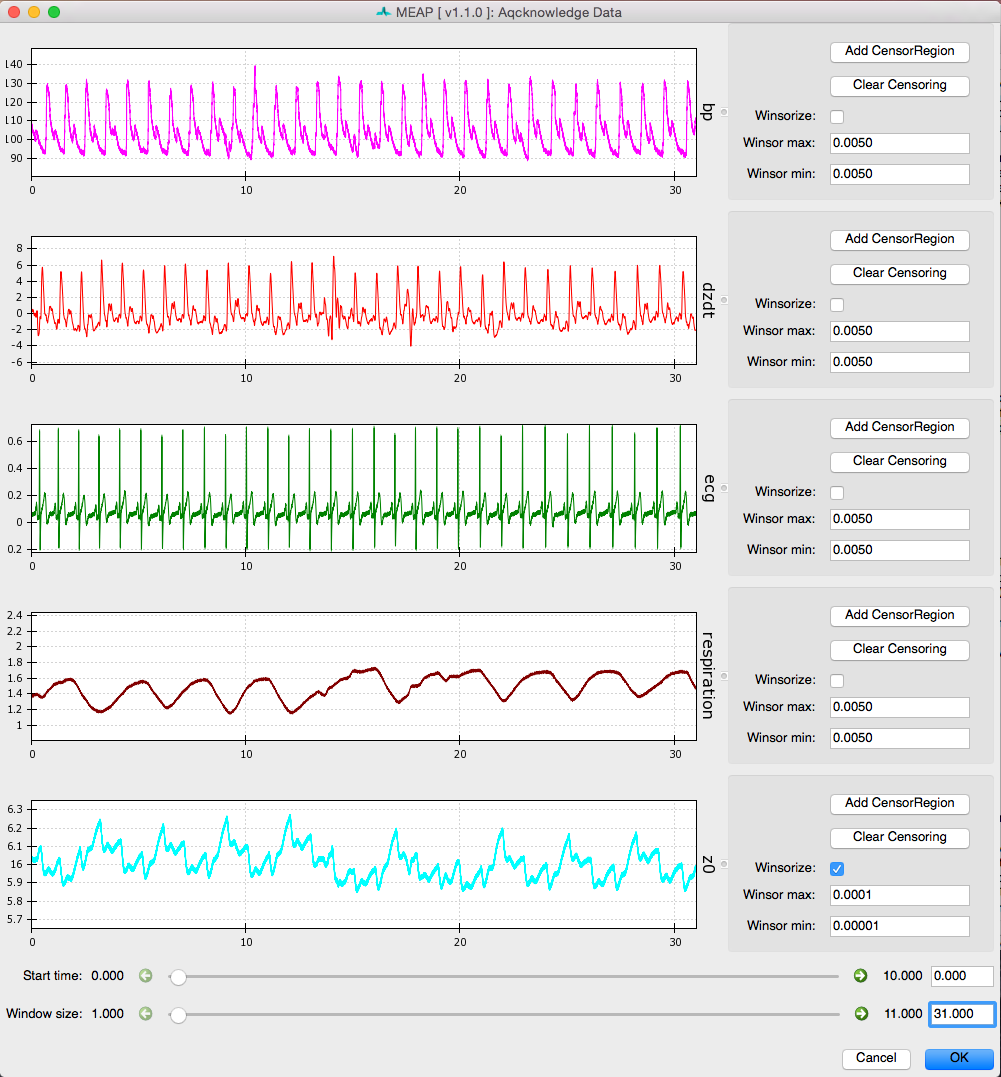 MEAP [ v1.1.0 ]: Aqcknowledge Data
140
130
120
110
100
90
0 10 20 30
bp
Add CensorRegion
Clear Censoring
Winsorize:
Winsor max: 0.0050
Winsor min: 0.0050
8
6
4
2
0
-2
-4
-6
0 10 20 30
dzdt
Add CensorRegion
Clear Censoring
Winsorize:
Winsor max: 0.0050
Winsor min: 0.0050
0.6
0.4
0.2
0
0.2
0 10 20 30
ecg
Add CensorRegion
Clear Censoring
Winsorize:
Winsor max: 0.0050
Winsor min: 0.0050
2.4
2.2
2
1.8
1.6
1.4
1.2
1
0 10 20 30
respiration
Add CensorRegion
Clear Censoring
Winsorize:
Winsor max: 0.0050
Winsor min: 0.0050
6.3
6.2
6.1
16
5.9
5.8
5.7
0 10 20 30
z0
Add CensorRegion
Clear Censoring
Winsorize:
Winsor max: 0.0001
Winsor min: 0.00001
Start time: 0.000 10.000 0.000
Window size: 1.000 11.000 31.000
Cancel OK